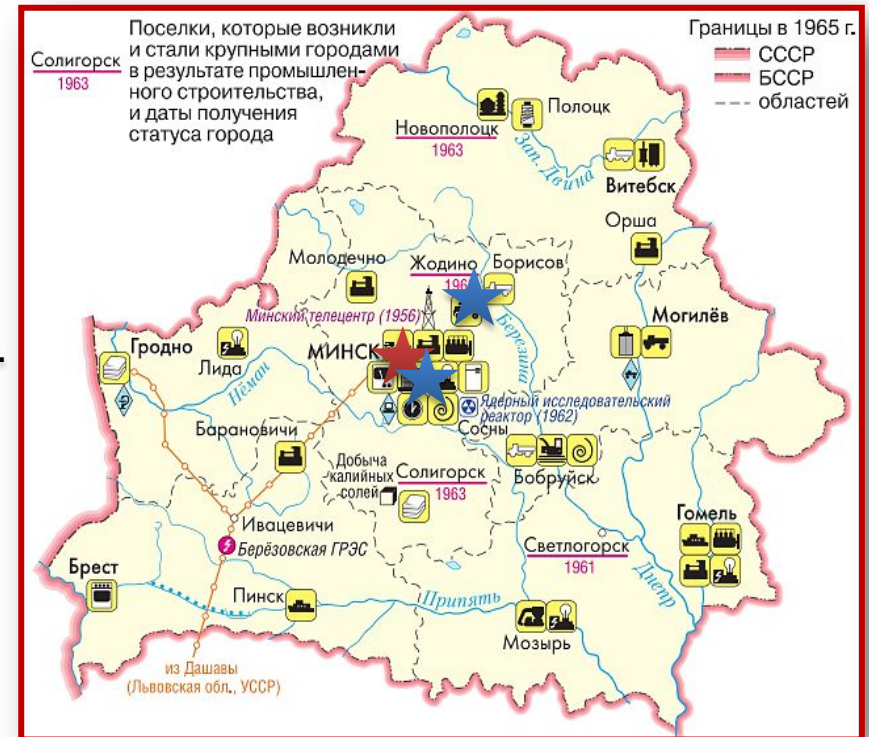 Солигорск
1963
Поселки, которые возникли
и стали крупными городами
в результате промышлен-
ного строительства,
и даты получения
статуса города
Границы в 1965 г.
СССР
БССР
областей
Полоцк
Новополоцк
1963
Зап. Двина
Витебск
Орша
Молодечно
Жодино
Борисов
Минский телецентр (1956)
Могилёв
Березина
Гродно
Лида
МИНСК
Нёман
Ядерный исследовательский
реактор (1962)
Сосны
Барановичи
Добыча
калийных
солей
Солигорск
1963
Бобруйск
Гомель
Ивацевичи
Берёзовская ГРЭС
Светлогорск
1961
Днепр
Брест
Пинск
Припять
Мозырь
из Дашавы
(Львовская обл., УССР)